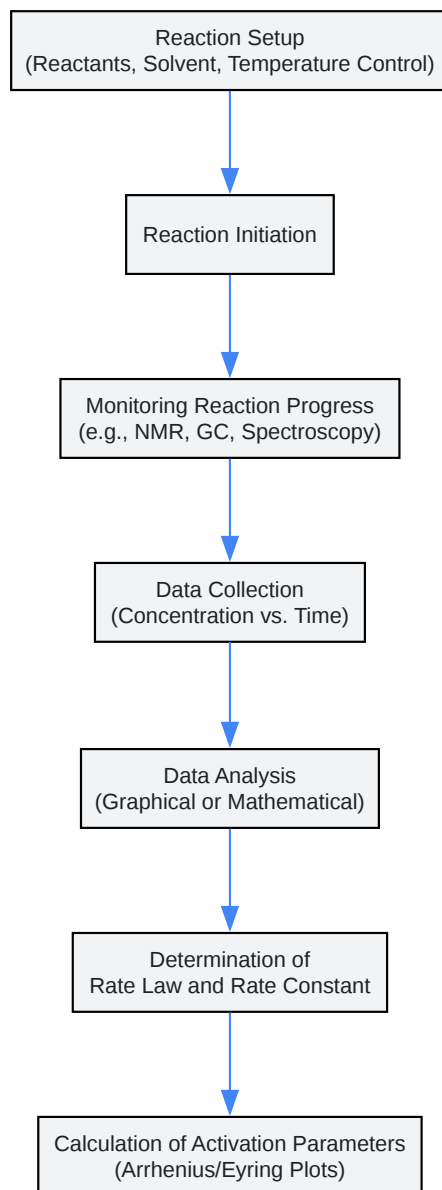 Reaction Setup
(Reactants, Solvent, Temperature Control)
Reaction Initiation
Monitoring Reaction Progress
(e.g., NMR, GC, Spectroscopy)
Data Collection
(Concentration vs. Time)
Data Analysis
(Graphical or Mathematical)
Determination of
Rate Law and Rate Constant
Calculation of Activation Parameters
(Arrhenius/Eyring Plots)